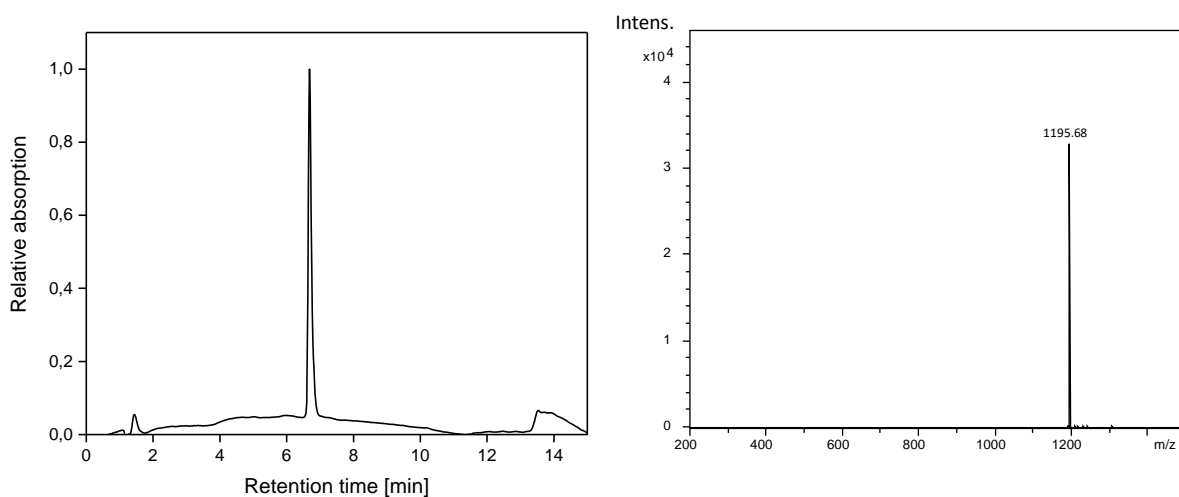 Relative absorption
1,0
0,8
0,6
0,4
0,2
0,0
0 2 4 6 8 10 12 14
Retention time [min]
Intens.
x10⁴
1195.68
4
3
2
1
0
200 400 600 800 1000 1200 m/z